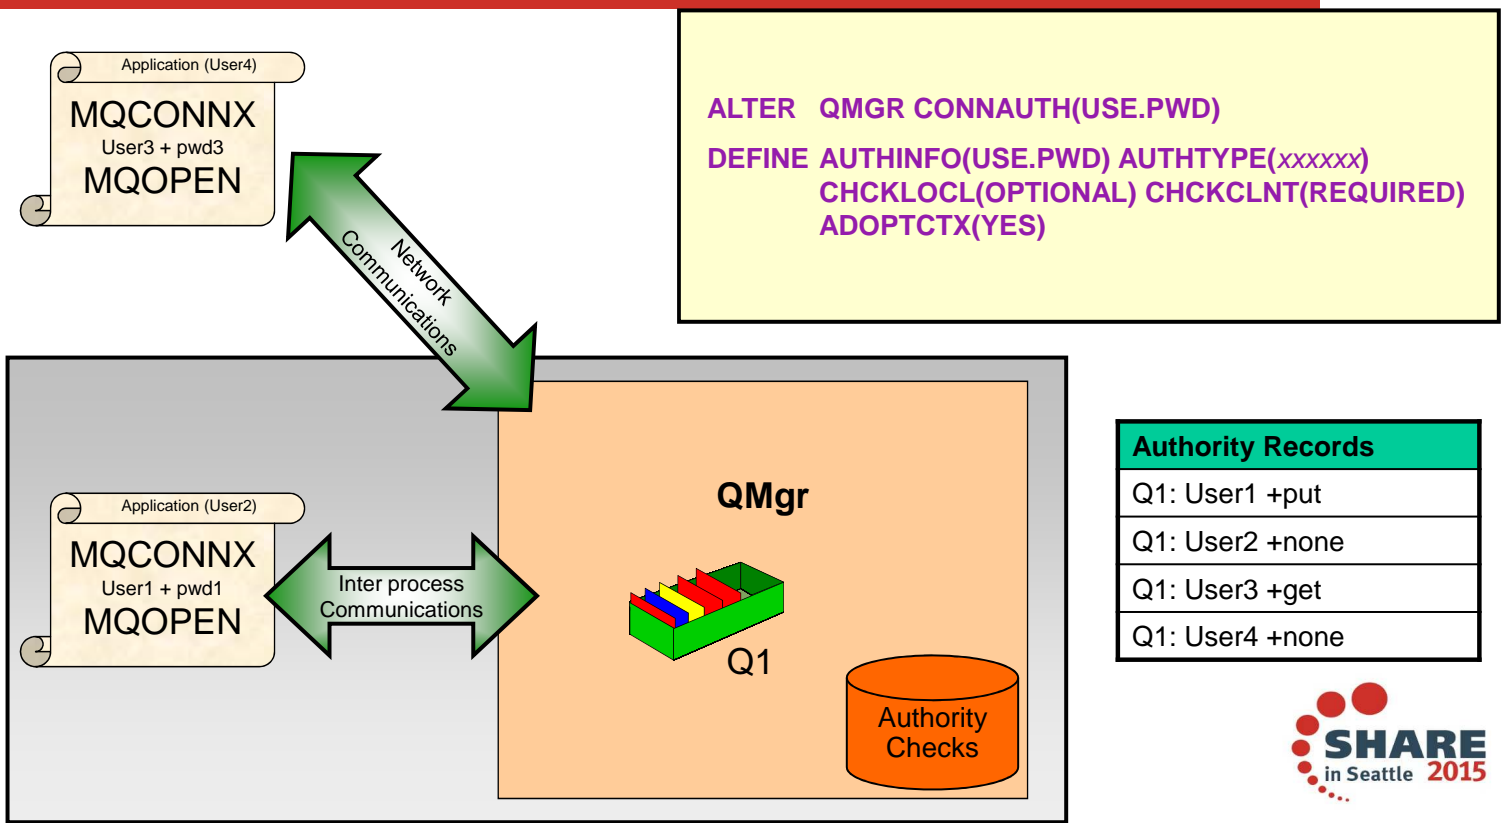 Application (User4)
MQCONNX
User3 + pwd3
MQOPEN
Network
Communications
ALTER QMGR CONNAUTH(USE.PWD)
DEFINE AUTHINFO(USE.PWD) AUTHTYPE(xxxxxx)
CHCKLOCL(OPTIONAL) CHCKCLNT(REQUIRED)
ADOPTCTX(YES)
Application (User2)
MQCONNX
User1 + pwd1
MQOPEN
Inter process
Communications
QMgr
Q1
Authority
Checks
Authority Records
Q1: User1 +put
Q1: User2 +none
Q1: User3 +get
Q1: User4 +none
SHARE
in Seattle 2015